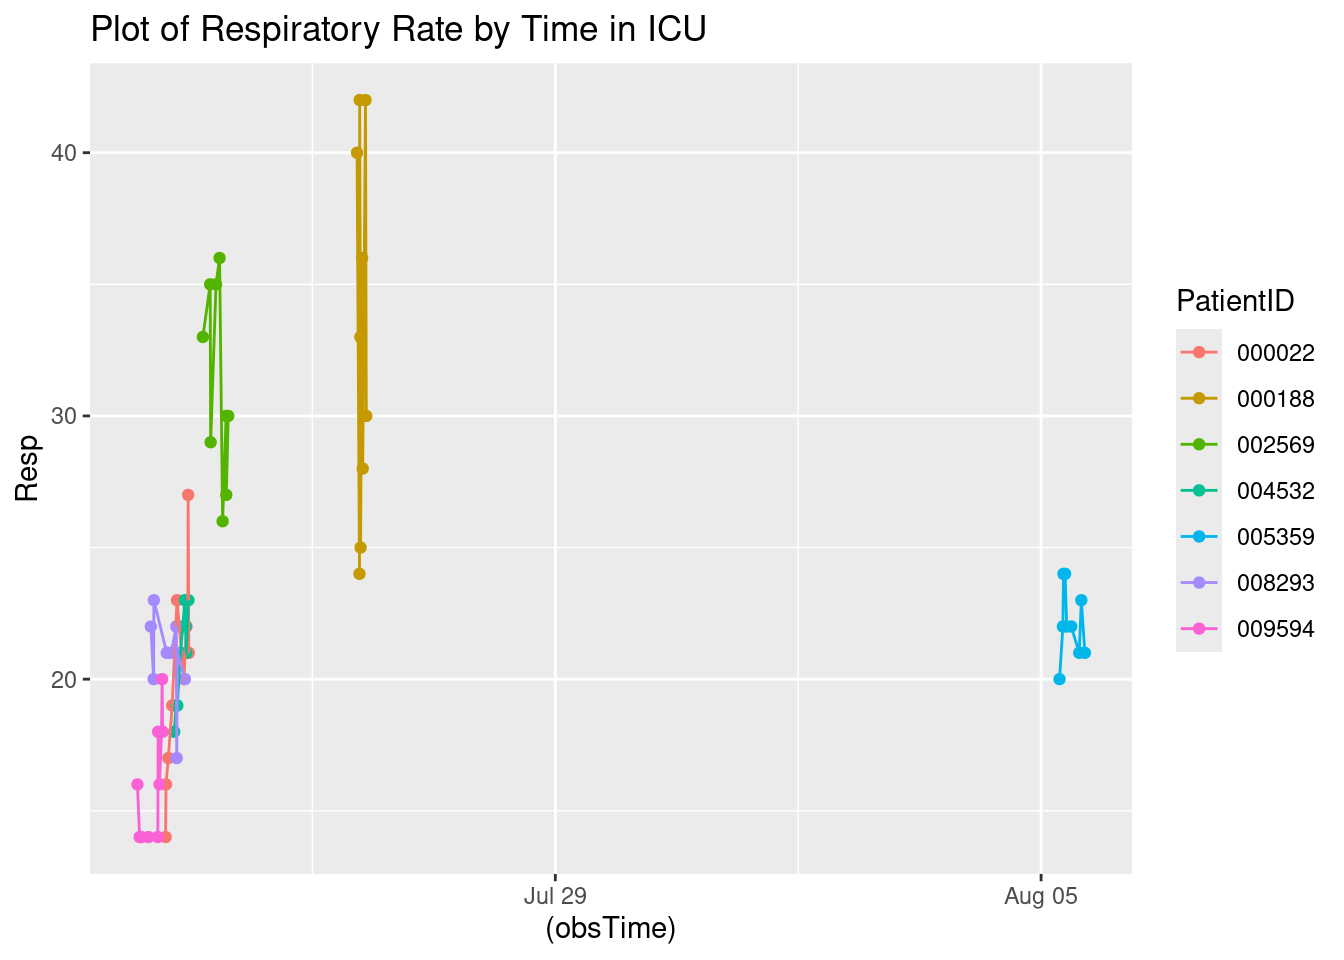 Plot of Respiratory Rate by Time in ICU
40
30
20
Resp
Jul 29
Aug 05
(obsTime)
PatientID
000022
000188
002569
004532
005359
008293
009594